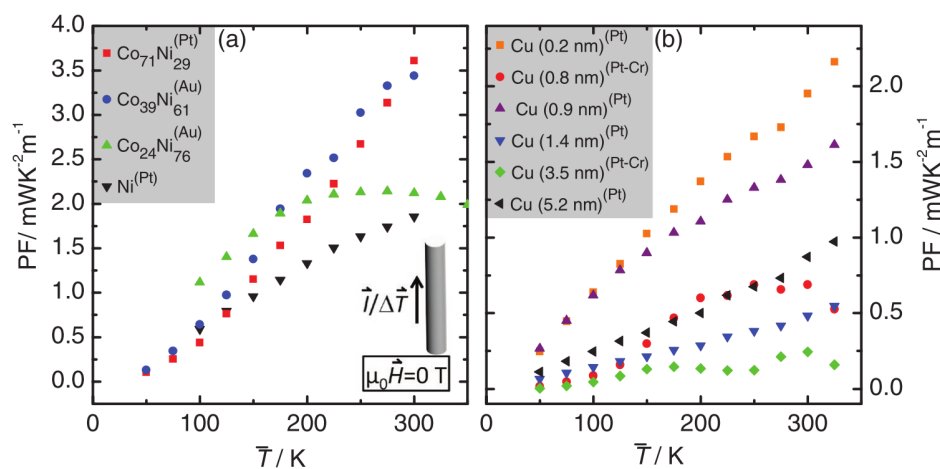 (a)
Co71Ni29(Pt)
Co39Ni61(Au)
Co24Ni76(Au)
Ni(Pt)
I/ΔT
μ0H=0 T
PF/ mWK-2m-1
4.0
3.5
3.0
2.5
2.0
1.5
1.0
0.5
0.0
0 100 200 300
T / K
(b)
Cu (0.2 nm)(Pt)
Cu (0.8 nm)(Pt-Cr)
Cu (0.9 nm)(Pt)
Cu (1.4 nm)(Pt)
Cu (3.5 nm)(Pt-Cr)
Cu (5.2 nm)(Pt)
2.0
1.5
1.0
0.5
0.0
PF/ mWK-2m-1
0 100 200 300
T / K